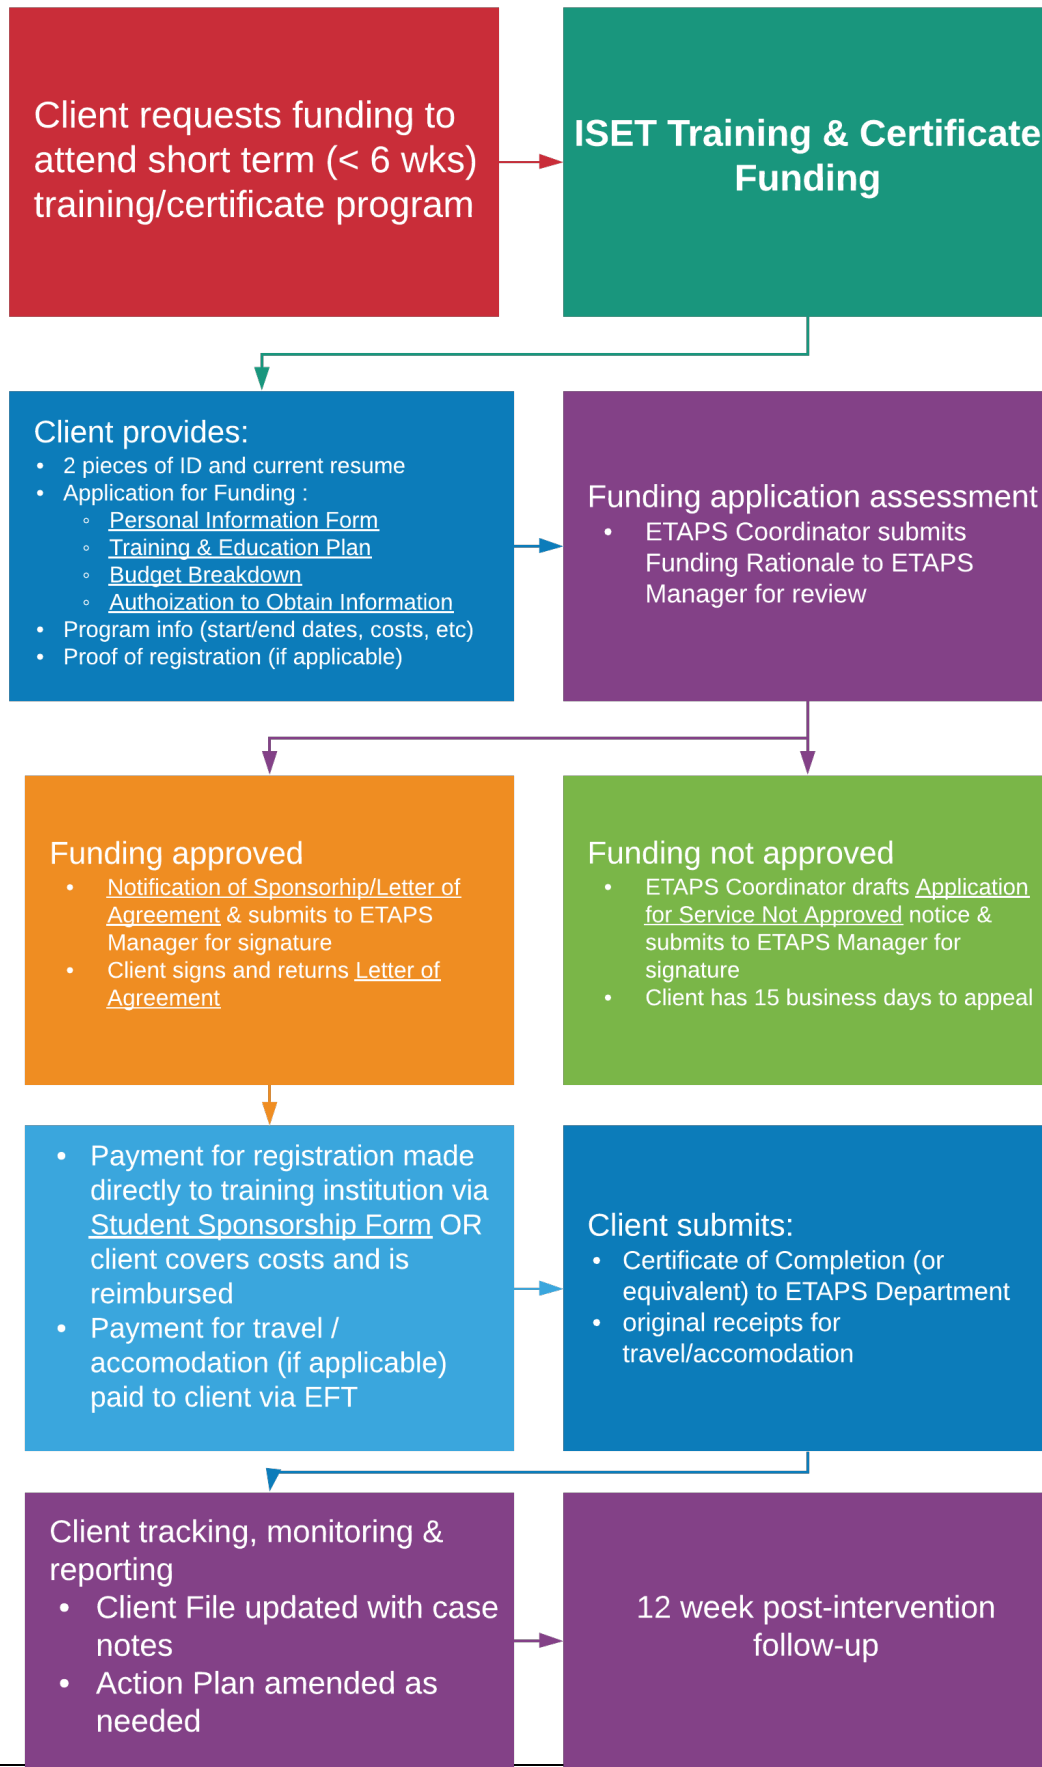 Client requests funding to
attend short term (< 6 wks)
training/certificate program
ISET Training & Certificate
Funding
Client provides:
• 2 pieces of ID and current resume
• Application for Funding :
◦ Personal Information Form
◦ Training & Education Plan
◦ Budget Breakdown
◦ Authoization to Obtain Information
• Program info (start/end dates, costs, etc)
• Proof of registration (if applicable)
Funding application assessment
• ETAPS Coordinator submits
Funding Rationale to ETAPS
Manager for review
Funding approved
• Notification of Sponsorhip/Letter of
Agreement & submits to ETAPS
Manager for signature
• Client signs and returns Letter of
Agreement
Funding not approved
• ETAPS Coordinator drafts Application
for Service Not Approved notice &
submits to ETAPS Manager for
signature
• Client has 15 business days to appeal
• Payment for registration made
directly to training institution via
Student Sponsorship Form OR
client covers costs and is
reimbursed
• Payment for travel /
accomodation (if applicable)
paid to client via EFT
Client submits:
• Certificate of Completion (or
equivalent) to ETAPS Department
• original receipts for
travel/accomodation
Client tracking, monitoring &
reporting
• Client File updated with case
notes
• Action Plan amended as
needed
12 week post-intervention
follow-up